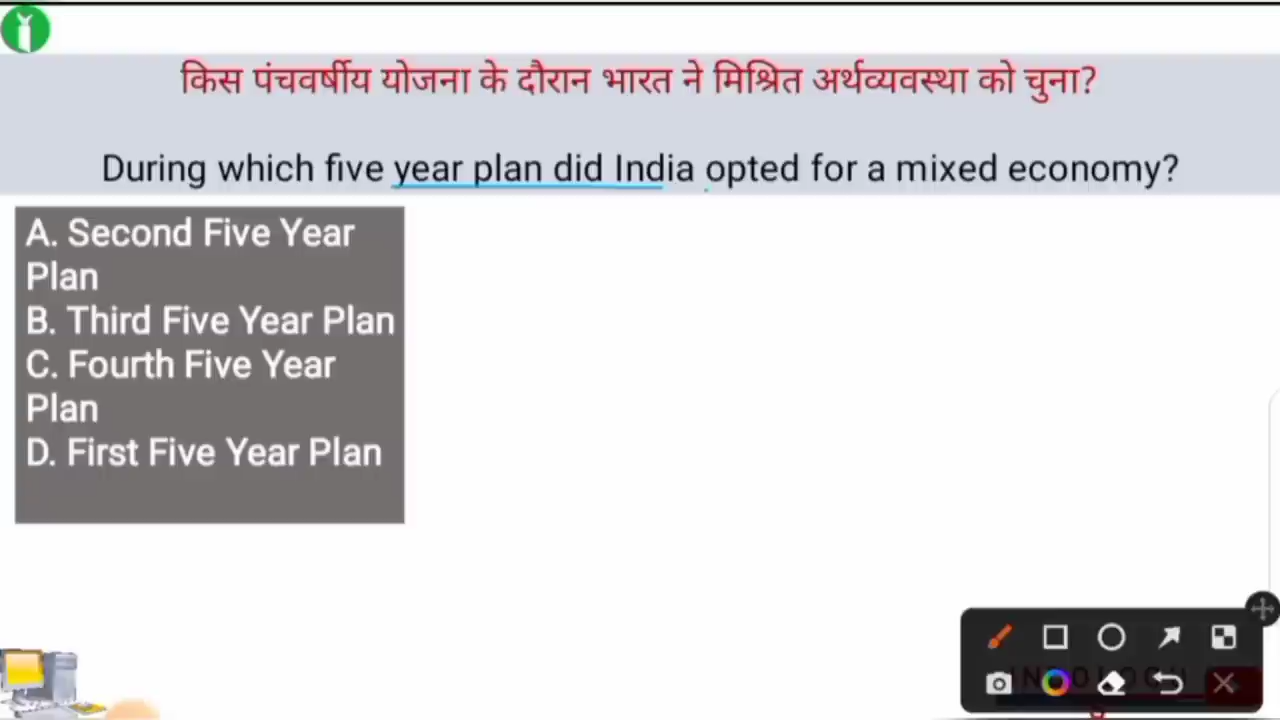 किस पंचवर्षीय योजना के दौरान भारत ने मिश्रित अर्थव्यवस्था को चुना?
During which five year plan did India opted for a mixed economy?
A. Second Five Year
Plan
B. Third Five Year Plan
C. Fourth Five Year
Plan
D. First Five Year Plan